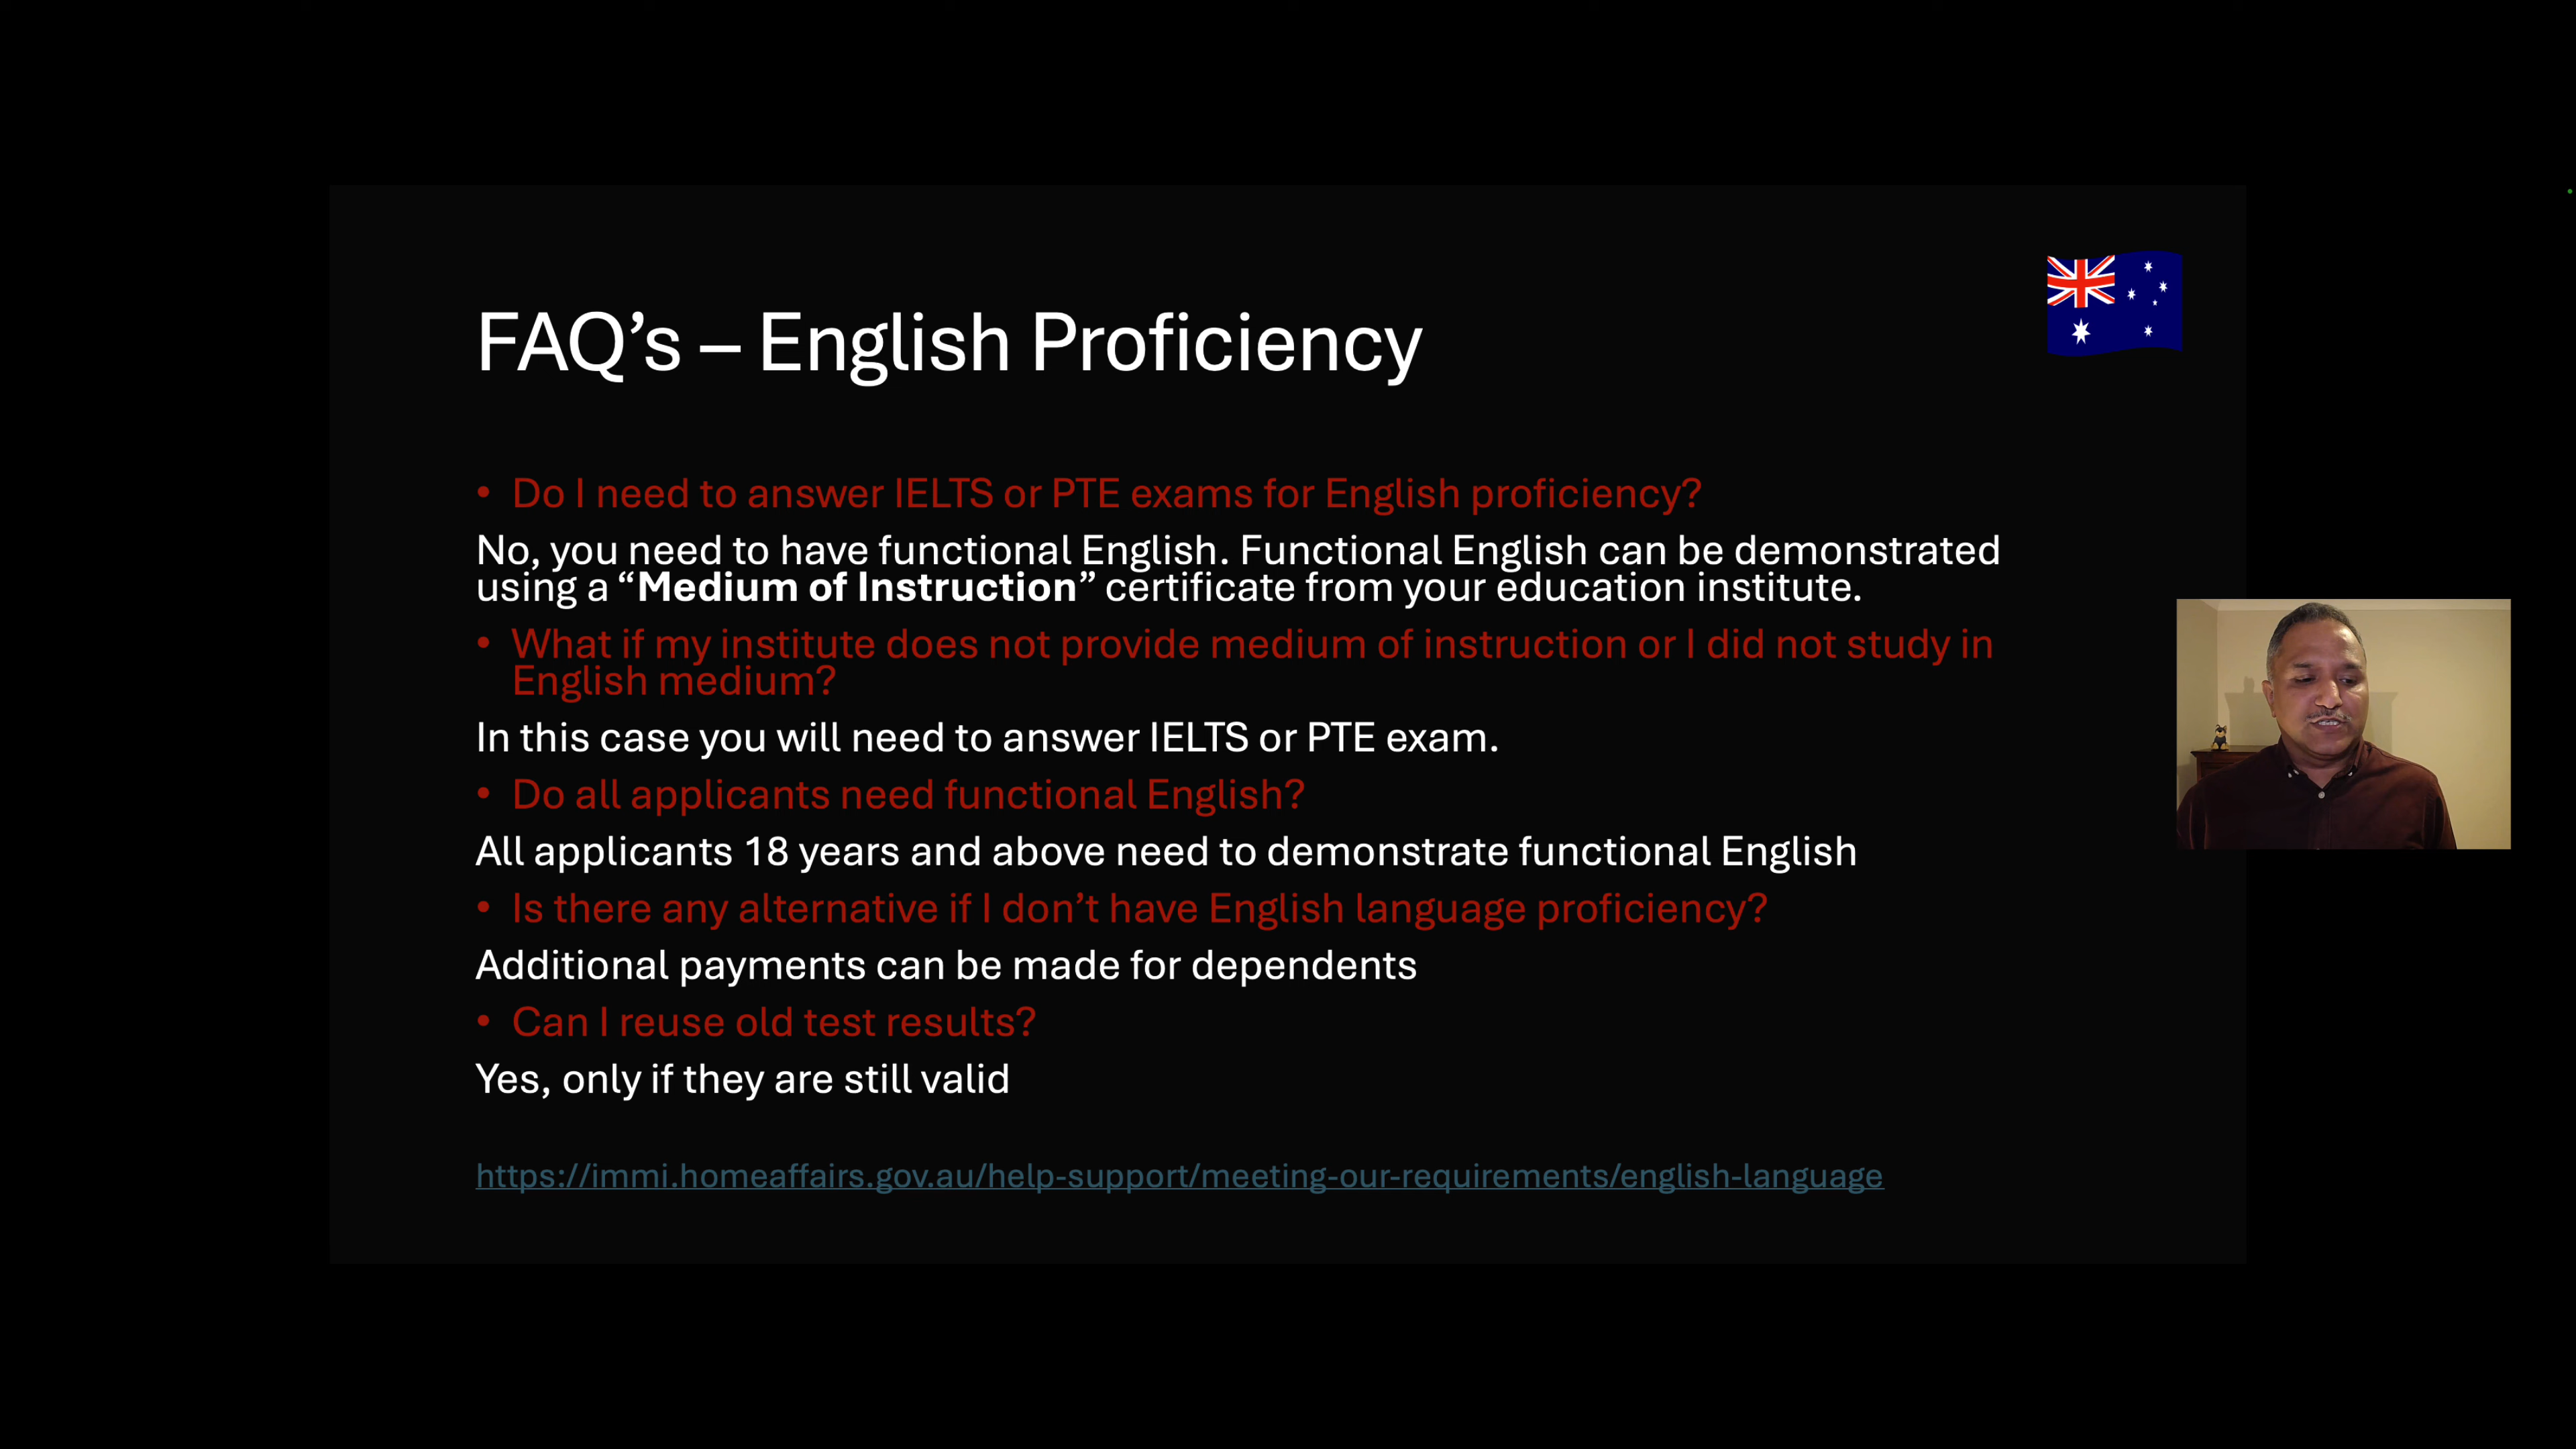 FAQ’s – English Proficiency
• Do I need to answer IELTS or PTE exams for English proficiency?
No, you need to have functional English. Functional English can be demonstrated
using a “Medium of Instruction” certificate from your education institute.
• What if my institute does not provide medium of instruction or I did not study in
English medium?
In this case you will need to answer IELTS or PTE exam.
• Do all applicants need functional English?
All applicants 18 years and above need to demonstrate functional English
• Is there any alternative if I don’t have English language proficiency?
Additional payments can be made for dependents
• Can I reuse old test results?
Yes, only if they are still valid
https://immi.homeaffairs.gov.au/help-support/meeting-our-requirements/english-language